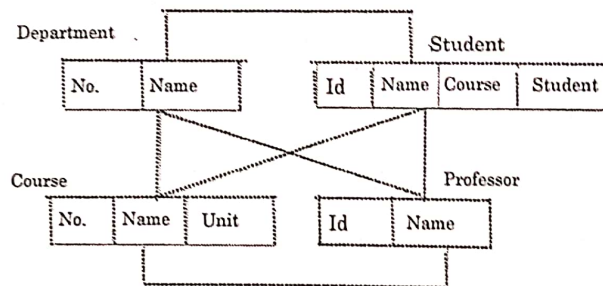 Department
Student
No. Name
Id Name Course Student
Course
Professor
No. Name Unit
Id Name